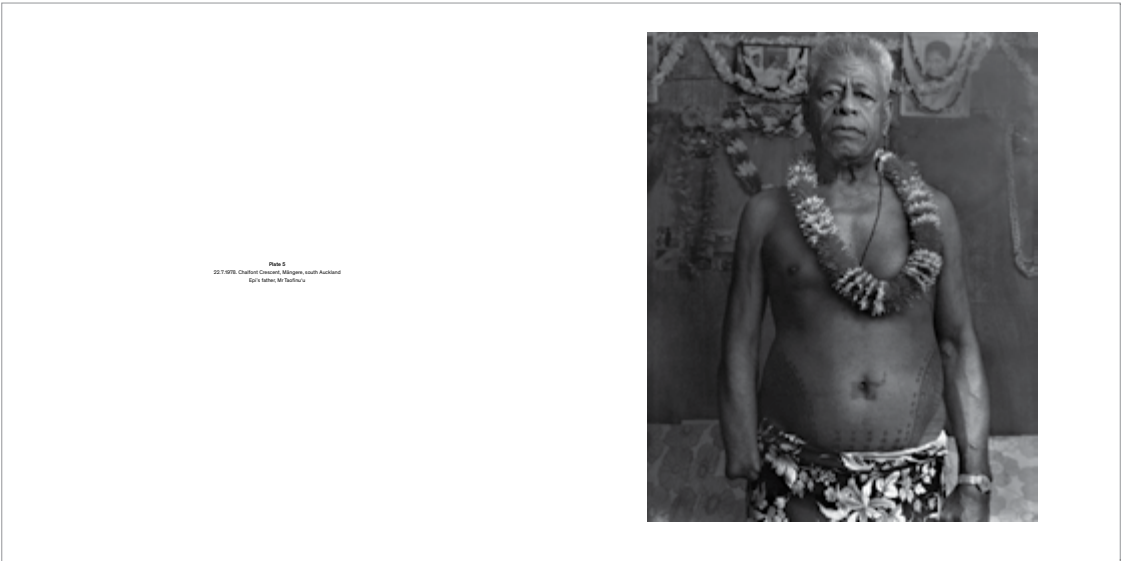 Plate 5
22.7.1978. Chalfont Crescent, Māngere, south Auckland
Epi's father, Mr Taofinu'u